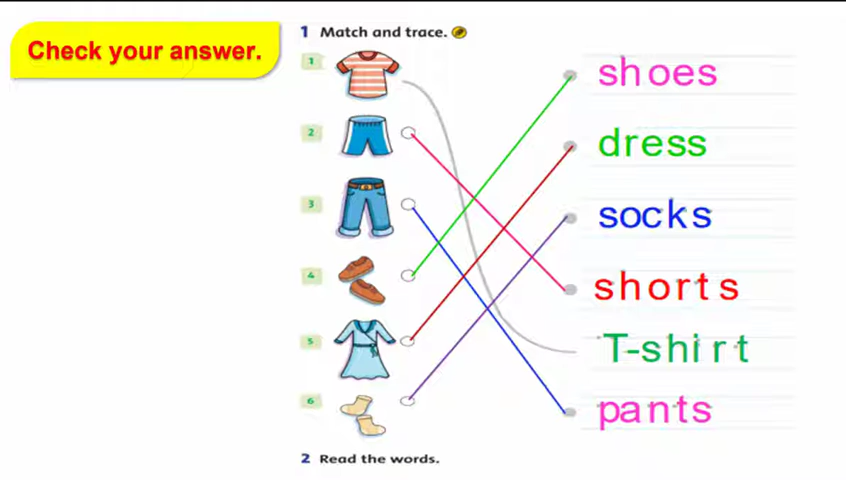 Check your answer.
1 Match and trace.
1
shoes
2
dress
3
socks
4
shorts
5
T-shirt
6
pants
2 Read the words.